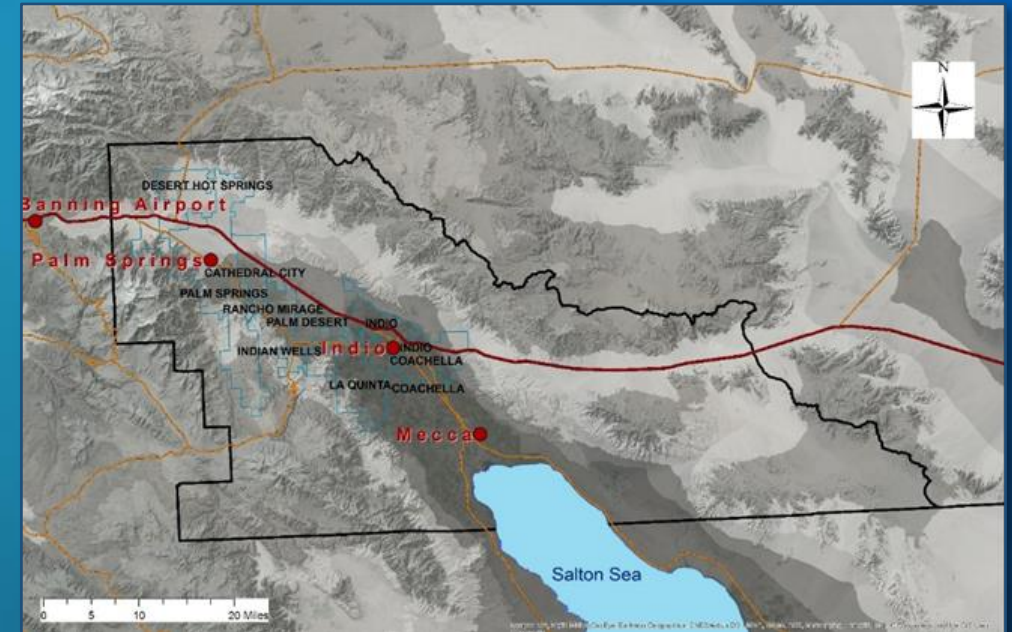 N
DESERT HOT SPRINGS
Banning Airport
Palm Springs
CATHEDRAL CITY
PALM SPRINGS
RANCHO MIRAGE
PALM DESERT
INDIO
INDIAN WELLS
Indio
INDIO
COACHELLA
LA QUINTA
COACHELLA
Mecca
Salton Sea
0 5 10 20 Miles